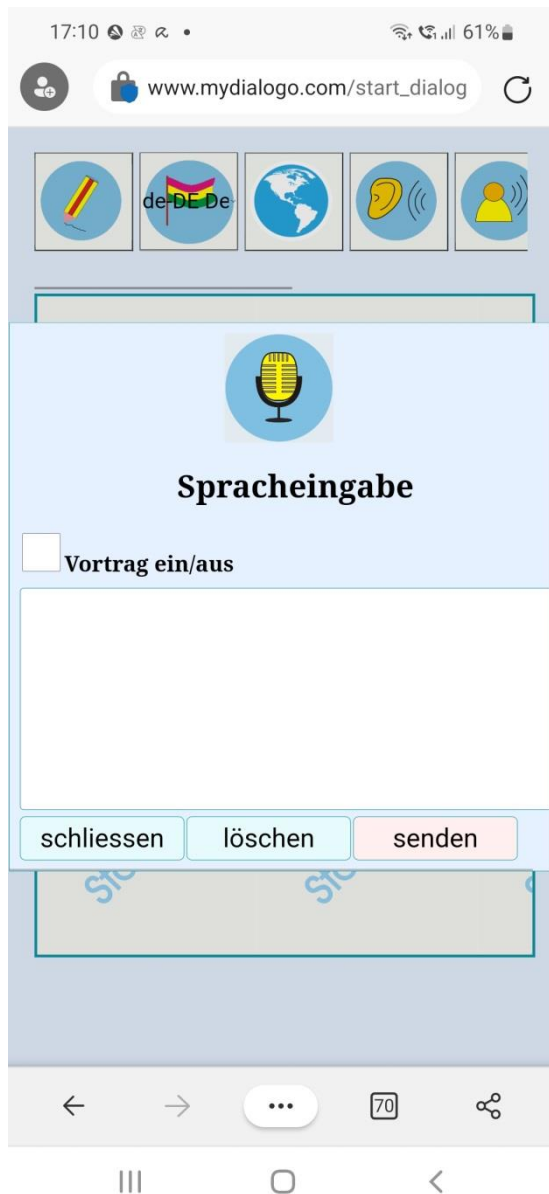 17:10
61%
www.mydialogo.com/start_dialog
de-DE De
Spracheingabe
Vortrag ein/aus
schliessen
löschen
senden
70